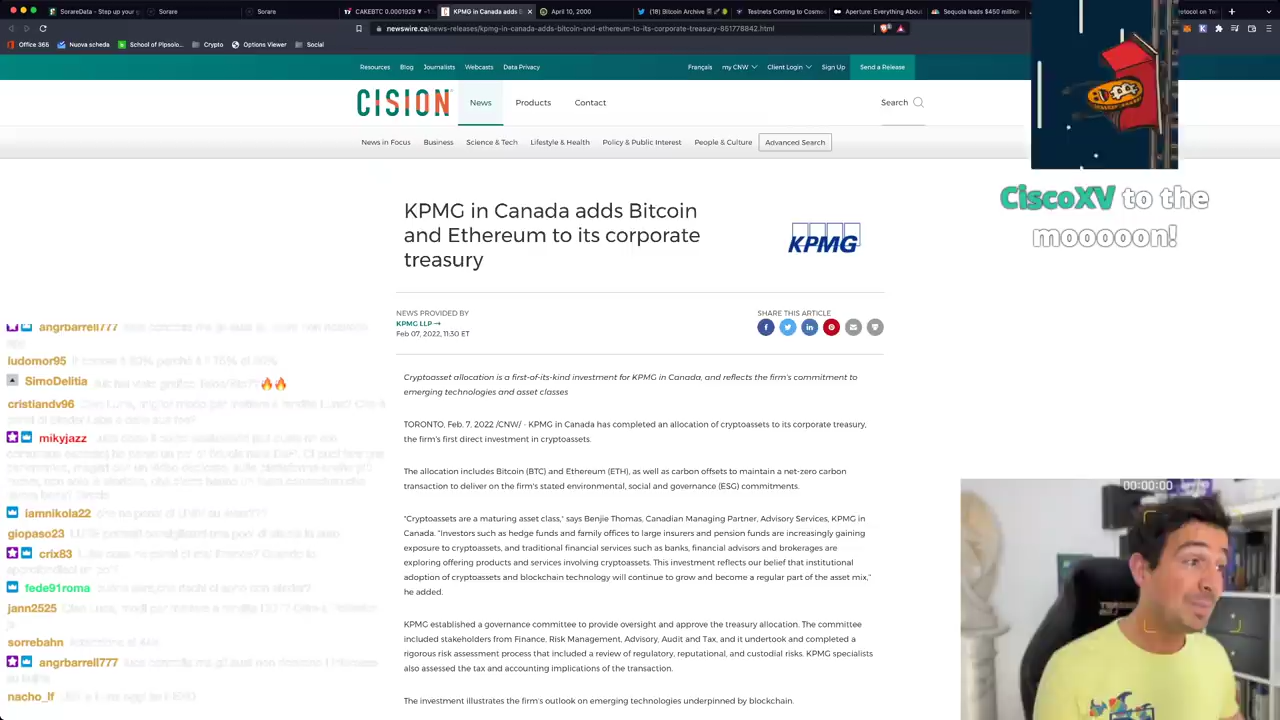 SorareData - Step up your g
Sorare
Sorare
CAKEBTC 0.0001929
KPMG in Canada adds B
April 10, 2000
(18) Bitcoin Archive
Testnets Coming to Cosmo
Aperture: Everything About
Sequoia leads $450 million
newswire.ca/news-releases/kpmg-in-canada-adds-bitcoin-and-ethereum-to-its-corporate-treasury-851778842.html
Office 365
Nuova scheda
School of Plpsio...
Crypto
Options Viewer
Social
Resources
Blog
Journalists
Webcasts
Data Privacy
Français
my CNW
Client Login
Sign Up
Send a Release
CISION
News
Products
Contact
Search
News in Focus
Business
Science & Tech
Lifestyle & Health
Policy & Public Interest
People & Culture
Advanced Search
CiscoXV to the
mooooon!
KPMG in Canada adds Bitcoin
and Ethereum to its corporate
treasury
KPMG
NEWS PROVIDED BY
KPMG LLP →
Feb 07, 2022, 11:30 ET
SHARE THIS ARTICLE
Cryptoasset allocation is a first-of-its-kind investment for KPMG in Canada, and reflects the firm's commitment to
emerging technologies and asset classes
TORONTO, Feb. 7, 2022 /CNW/ - KPMG in Canada has completed an allocation of cryptoassets to its corporate treasury,
the firm's first direct investment in cryptoassets.
The allocation includes Bitcoin (BTC) and Ethereum (ETH), as well as carbon offsets to maintain a net-zero carbon
transaction to deliver on the firm's stated environmental, social and governance (ESG) commitments.
"Cryptoassets are a maturing asset class," says Benjie Thomas, Canadian Managing Partner, Advisory Services, KPMG in
Canada. "Investors such as hedge funds and family offices to large insurers and pension funds are increasingly gaining
exposure to cryptoassets, and traditional financial services such as banks, financial advisors and brokerages are
exploring offering products and services involving cryptoassets. This investment reflects our belief that institutional
adoption of cryptoassets and blockchain technology will continue to grow and become a regular part of the asset mix,"
he added.
KPMG established a governance committee to provide oversight and approve the treasury allocation. The committee
included stakeholders from Finance, Risk Management, Advisory, Audit and Tax, and it undertook and completed a
rigorous risk assessment process that included a review of regulatory, reputational, and custodial risks. KPMG specialists
also assessed the tax and accounting implications of the transaction.
The investment illustrates the firm's outlook on emerging technologies underpinned by blockchain.
angrbarrell777
ludomor95
SimoDelitia
cristiandv96
mikyjazz
iamnikola22
giopaso23
crix83
fede91roma
jann2525
sorrebahn
angrbarrell777
nacho_lf
00:00:00